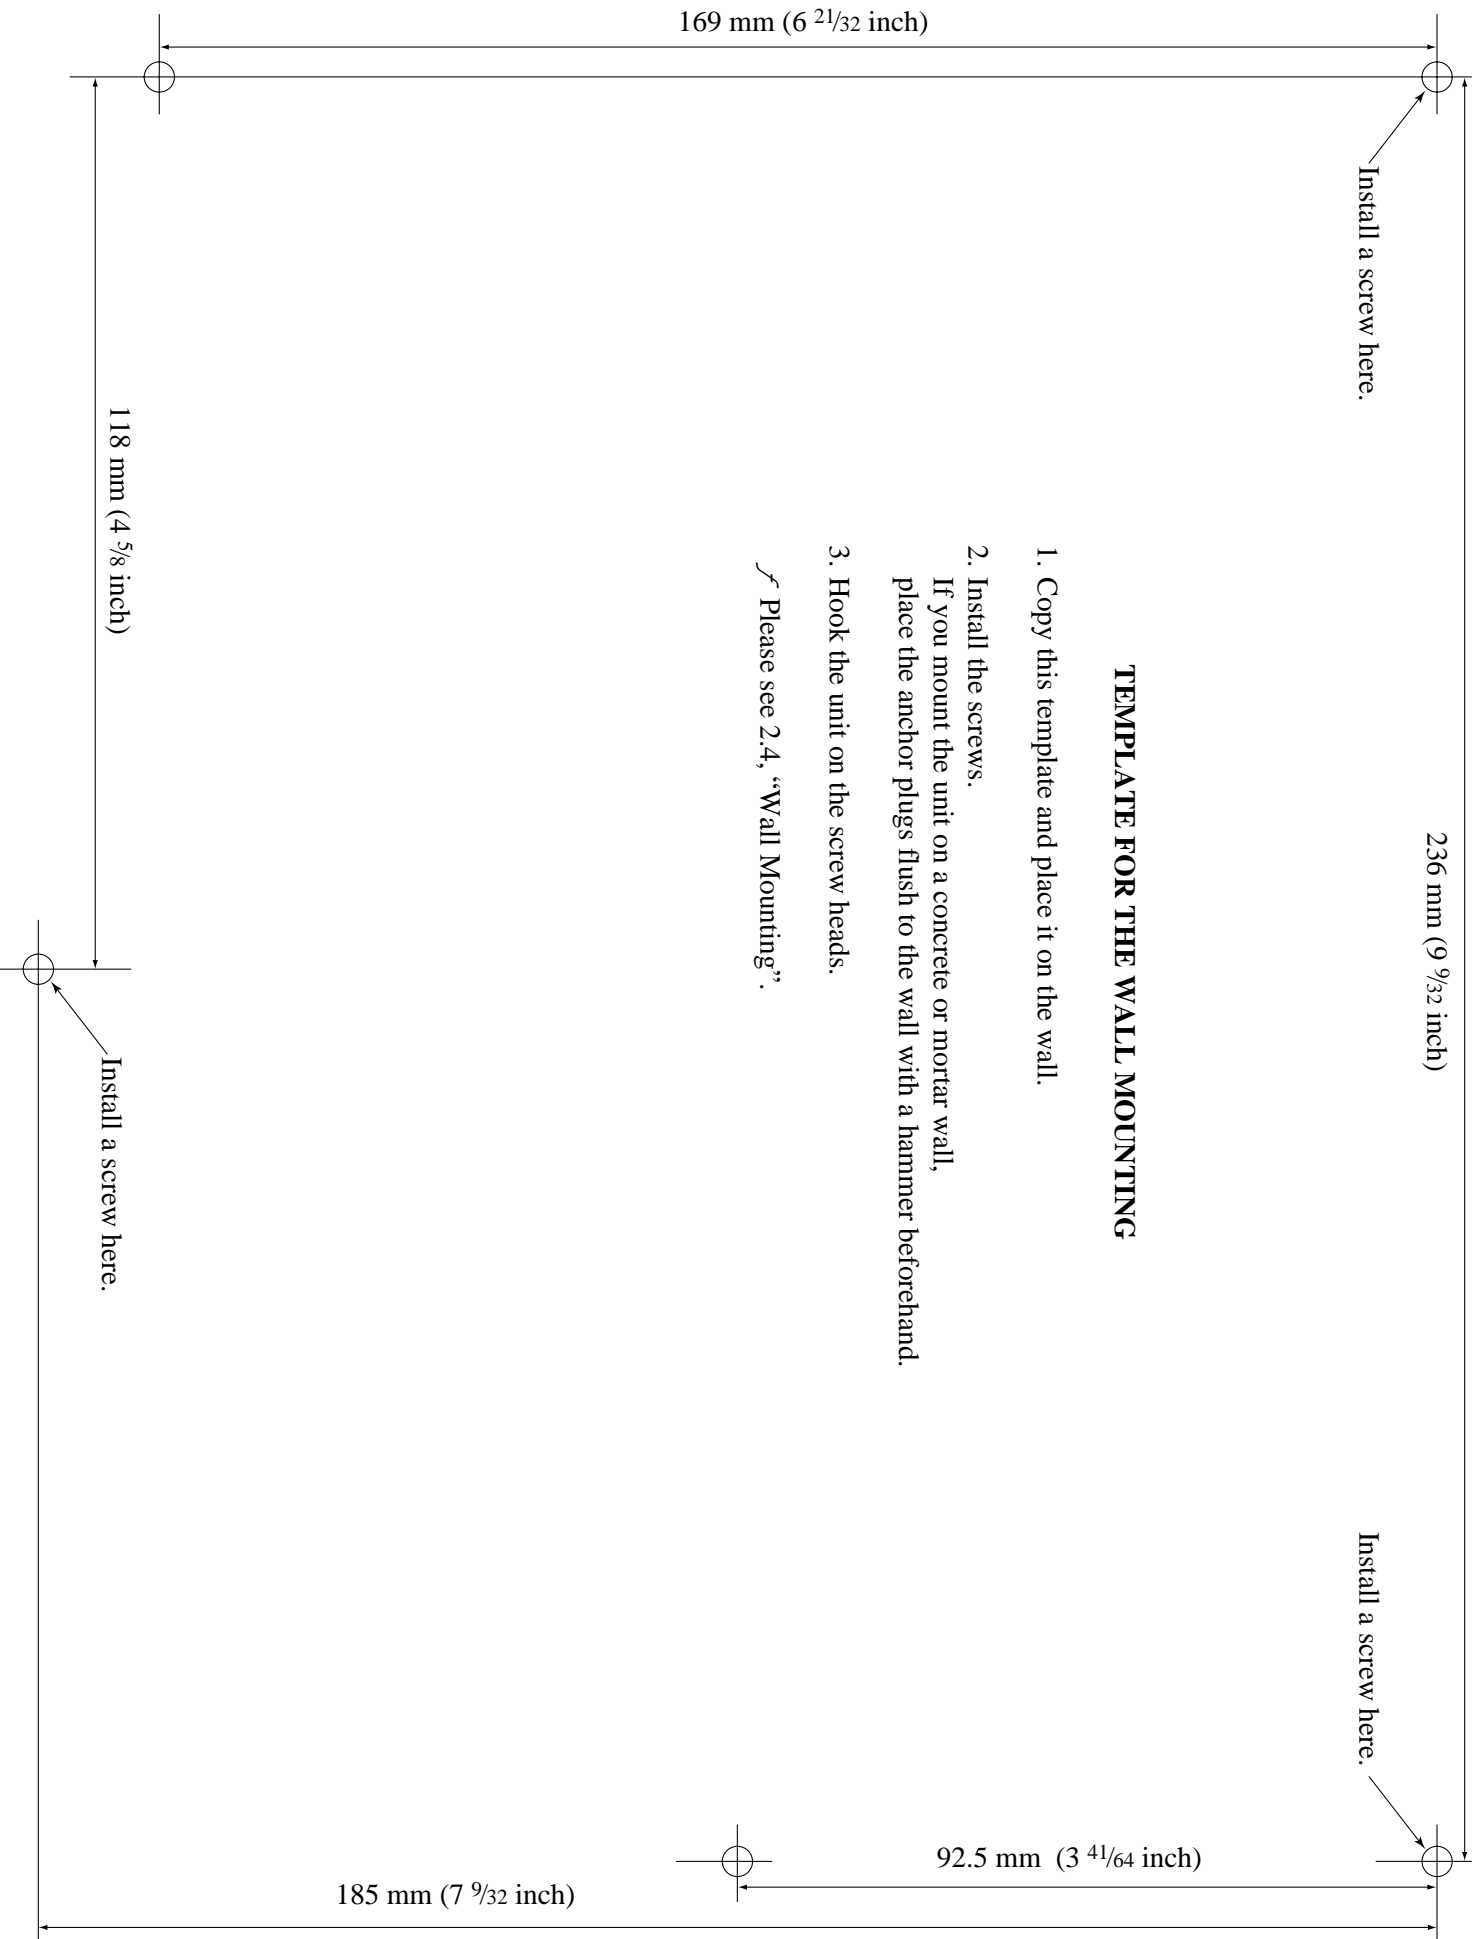 169 mm (6 21/32 inch)
236 mm (9 9/32 inch)
Install a screw here.
Install a screw here.
TEMPLATE FOR THE WALL MOUNTING
1. Copy this template and place it on the wall.
2. Install the screws.
If you mount the unit on a concrete or mortar wall,
place the anchor plugs flush to the wall with a hammer beforehand.
3. Hook the unit on the screw heads.
ƒ Please see 2.4, “Wall Mounting”.
118 mm (4 5/8 inch)
Install a screw here.
92.5 mm (3 41/64 inch)
185 mm (7 9/32 inch)